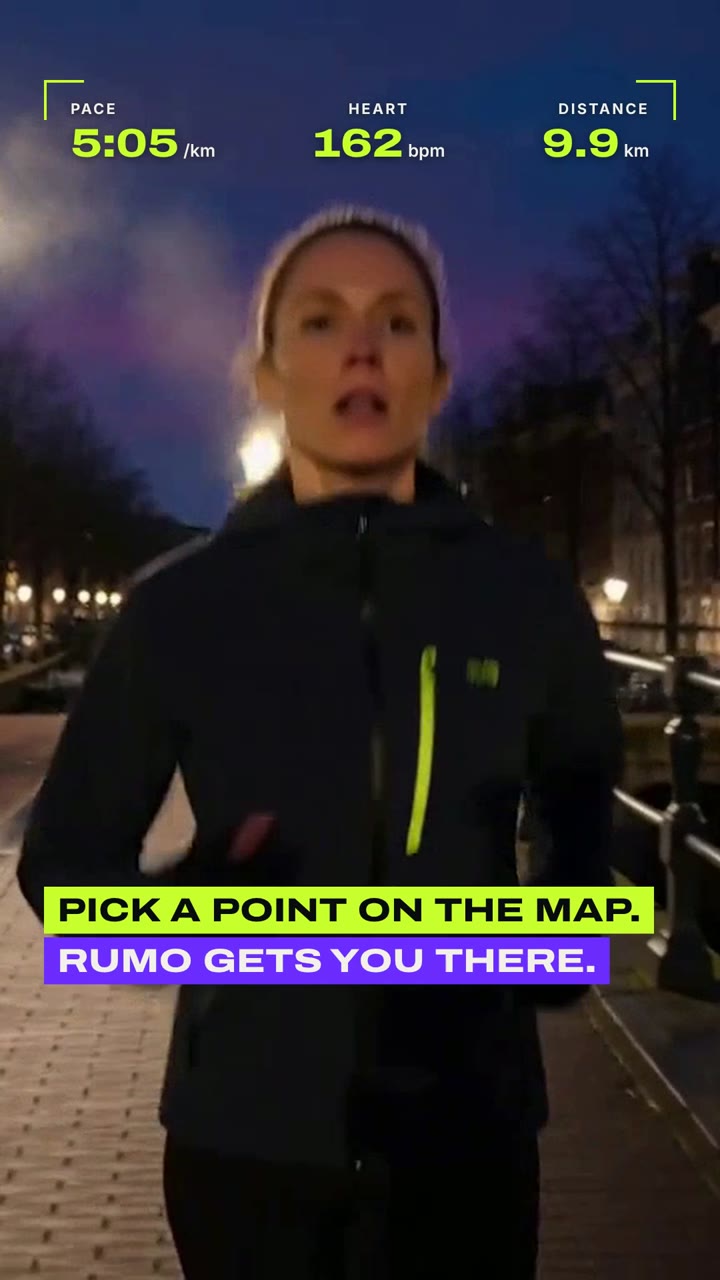 PACE HEART DISTANCE
5:05 /km 162 bpm 9.9 km
PICK A POINT ON THE MAP.
RUMO GETS YOU THERE.